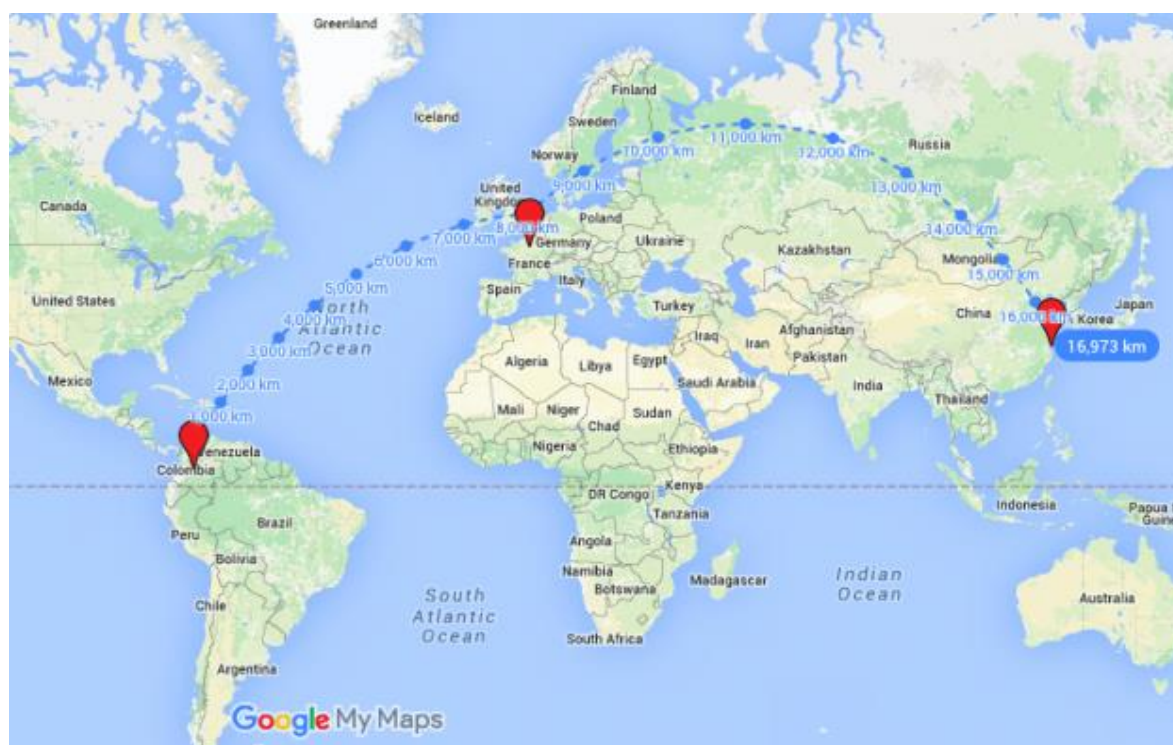 Greenland
Finland
Iceland
Sweden
11,000 km
10,000 km
12,000 km
Russia
Norway
9,000 km
13,000 km
United
Kingdom
Canada
Poland
8,000 km
14,000 km
7,000 km
Germany
Ukraine
Kazakhstan
6,000 km
France
Mongolia
Italy
15,000 km
5,000 km
Spain
United States
North
Atlantic
Ocean
Turkey
China
Japan
16,000 km
Korea
4,000 km
Iraq
Afghanistan
Iran
3,000 km
16,973 km
Algeria
Libya
Egypt
Pakistan
Mexico
2,000 km
Saudi Arabia
India
Thailand
Mali
Niger
Sudan
1,000 km
Chad
Nigeria
Ethiopia
Venezuela
Colombia
Kenya
DR Congo
Indonesia
Papua
Brazil
Tanzania
Peru
Angola
Bolivia
Namibia
Madagascar
Indian
Ocean
Botswana
South
Atlantic
Ocean
Chile
Australia
South Africa
Argentina
Google My Maps